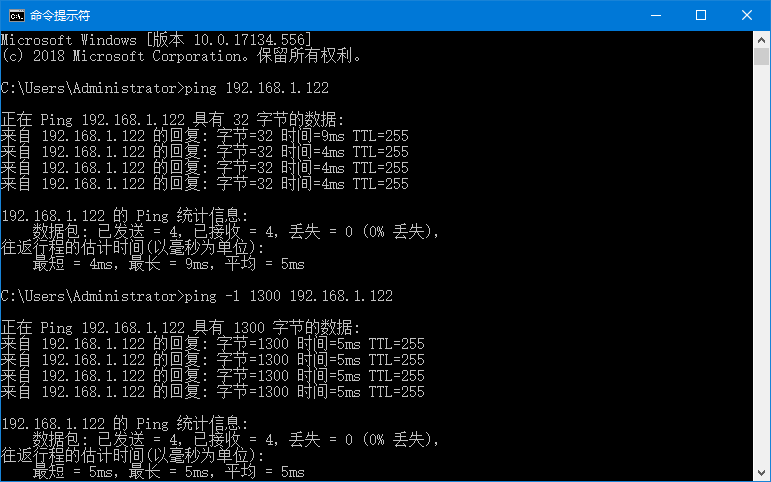 命令提示符
Microsoft Windows [版本 10.0.17134.556]
(c) 2018 Microsoft Corporation。保留所有权利。
C:\Users\Administrator>ping 192.168.1.122
正在 Ping 192.168.1.122 具有 32 字节的数据:
来自 192.168.1.122 的回复: 字节=32 时间=9ms TTL=255
来自 192.168.1.122 的回复: 字节=32 时间=4ms TTL=255
来自 192.168.1.122 的回复: 字节=32 时间=4ms TTL=255
来自 192.168.1.122 的回复: 字节=32 时间=4ms TTL=255
192.168.1.122 的 Ping 统计信息:
数据包: 已发送 = 4，已接收 = 4，丢失 = 0 (0% 丢失)，
往返行程的估计时间(以毫秒为单位):
最短 = 4ms，最长 = 9ms，平均 = 5ms
C:\Users\Administrator>ping -l 1300 192.168.1.122
正在 Ping 192.168.1.122 具有 1300 字节的数据:
来自 192.168.1.122 的回复: 字节=1300 时间=5ms TTL=255
来自 192.168.1.122 的回复: 字节=1300 时间=5ms TTL=255
来自 192.168.1.122 的回复: 字节=1300 时间=5ms TTL=255
来自 192.168.1.122 的回复: 字节=1300 时间=5ms TTL=255
192.168.1.122 的 Ping 统计信息:
数据包: 已发送 = 4，已接收 = 4，丢失 = 0 (0% 丢失)，
往返行程的估计时间(以毫秒为单位):
最短 = 5ms，最长 = 5ms，平均 = 5ms